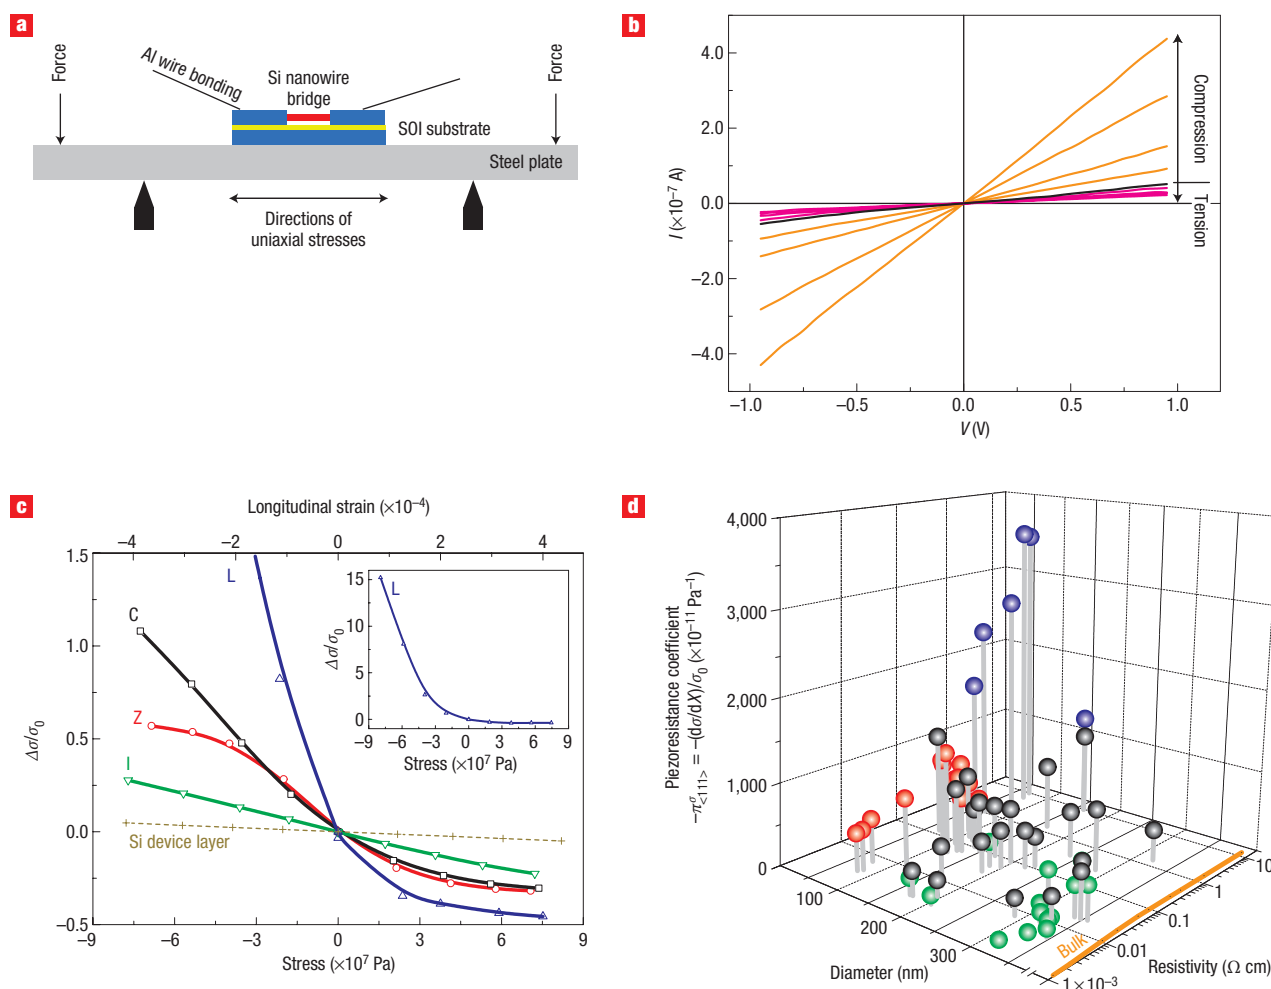 a
Force
Al wire bonding
Si nanowire
bridge
Force
SOI substrate
Steel plate
Directions of
uniaxial stresses
b
I (×10⁻⁷ A)
4.0
2.0
0.0
−2.0
−4.0
Compression
Tension
−1.0
−0.5
0.0
0.5
1.0
V (V)
c
Longitudinal strain (×10⁻⁴)
−4
−2
0
2
4
Δσ/σ₀
1.5
1.0
0.5
0.0
−0.5
L
C
Z
I
Si device layer
Δσ/σ₀
15
10
5
0
L
−9
−6
−3
0
3
6
9
Stress (×10⁷ Pa)
−9
−6
−3
0
3
6
9
Stress (×10⁷ Pa)
d
Piezoresistance coefficient
−π^σ_<111> = −(dσ/dX)/σ₀ (×10⁻¹¹ Pa⁻¹)
4,000
3,000
2,000
1,000
0
100
200
300
Diameter (nm)
Bulk
10
1
0.1
0.01
1×10⁻³
Resistivity (Ω cm)